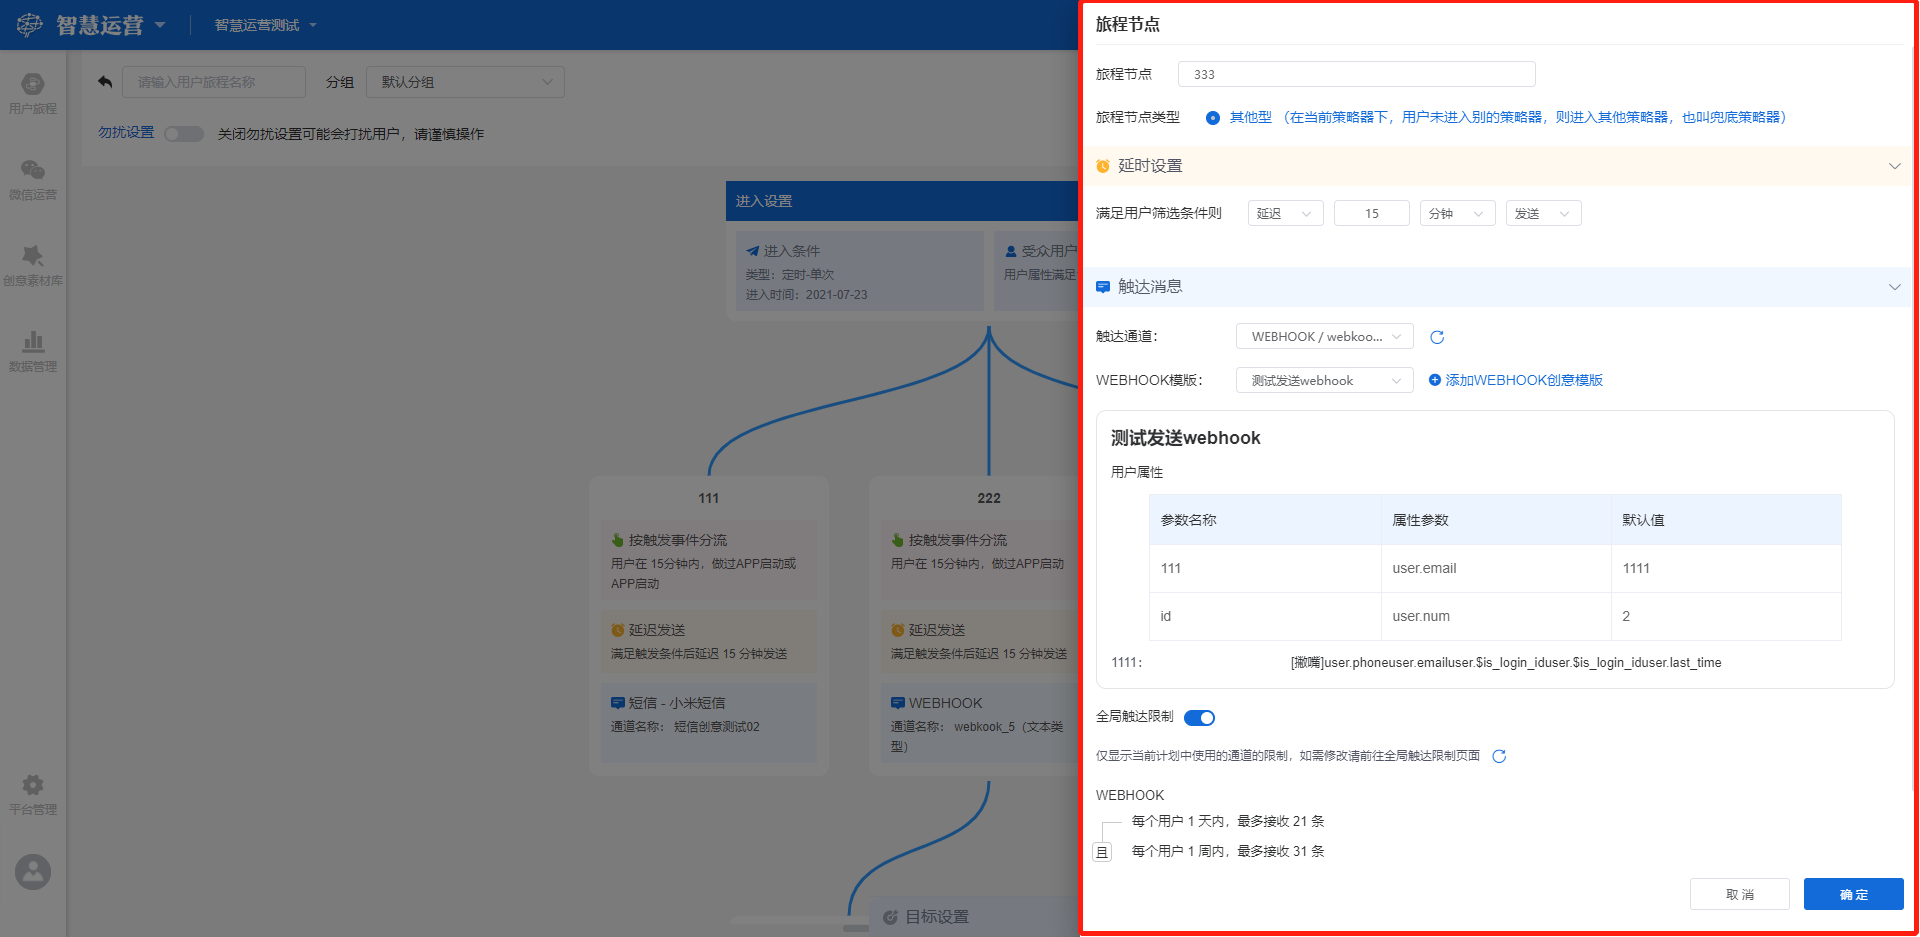 智慧运营
智慧运营测试
用户旅程
微信运营
创意素材库
数据管理
平台管理
请输入用户旅程名称
分组
默认分组
勿扰设置
关闭勿扰设置可能会打扰用户，请谨慎操作
进入设置
进入条件
类型：定时-单次
进入时间：2021-07-23
受众用户
用户属性满足
111
按触发事件分流
用户在 15分钟内，做过APP启动或
APP启动
延迟发送
满足触发条件后延迟 15 分钟发送
短信 - 小米短信
通道名称： 短信创意测试02
222
按触发事件分流
用户在 15分钟内，做过APP启动
延迟发送
满足触发条件后延迟 15 分钟发送
WEBHOOK
通道名称： webkook_5（文本类
型）
目标设置
旅程节点
旅程节点 333
旅程节点类型 其他型 （在当前策略器下，用户未进入别的策略器，则进入其他策略器，也叫兜底策略器）
延时设置
满足用户筛选条件则 延迟 15 分钟 发送
触达消息
触达通道： WEBHOOK / webkoo...
WEBHOOK模版： 测试发送webhook 添加WEBHOOK创意模版
测试发送webhook
用户属性
参数名称 属性参数 默认值
111 user.email 1111
id user.num 2
1111： [撇嘴]user.phoneuser.emailuser.$is_login_iduser.$is_login_iduser.last_time
全局触达限制
仅显示当前计划中使用的通道的限制，如需修改请前往全局触达限制页面
WEBHOOK
每个用户 1 天内，最多接收 21 条
且
每个用户 1 周内，最多接收 31 条
取 消
确 定